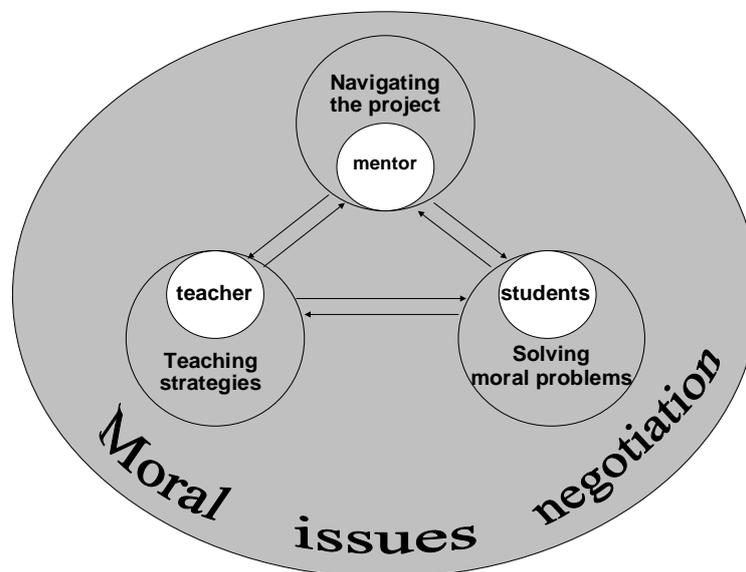 Navigating
the project
mentor
teacher
Teaching
strategies
students
Solving
moral problems
Moral issues negotiation